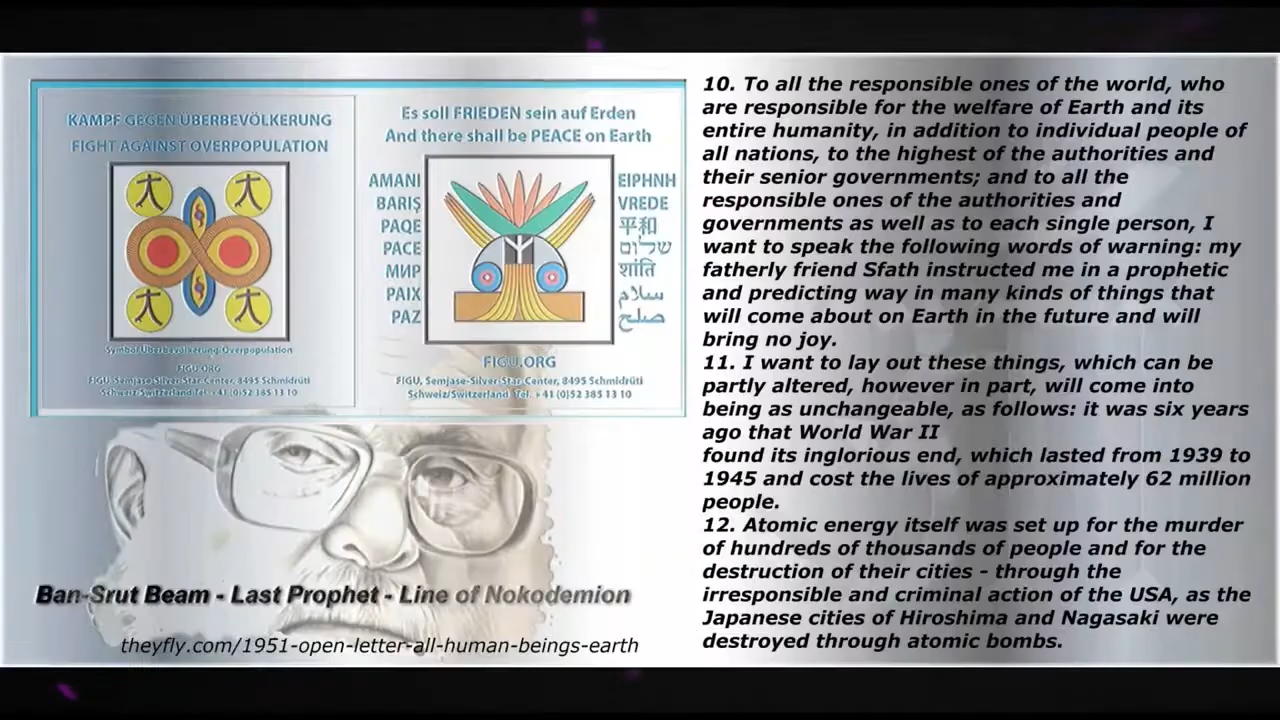 KAMPF GEGEN ÜBERBEVÖLKERUNG
FIGHT AGAINST OVERPOPULATION
Symbol Überbevölkerung/Overpopulation
FIGU.ORG
FIGU, Semjase-Silver-Star-Center, 8495 Schmidrüti
Schweiz/Switzerland Tel. +41 (0)52 385 13 10
Es soll FRIEDEN sein auf Erden
And there shall be PEACE on Earth
AMANI
BARIŞ
PAQE
PACE
МИР
PAIX
PAZ
EIPHNH
VREDE
平和
שלום
शांति
سلام
صلح
FIGU.ORG
FIGU, Semjase-Silver-Star-Center, 8495 Schmidrüti
Schweiz/Switzerland Tel. +41 (0)52 385 13 10
Ban-Srut Beam - Last Prophet - Line of Nokodemion
theyfly.com/1951-open-letter-all-human-beings-earth
10. To all the responsible ones of the world, who
are responsible for the welfare of Earth and its
entire humanity, in addition to individual people of
all nations, to the highest of the authorities and
their senior governments; and to all the
responsible ones of the authorities and
governments as well as to each single person, I
want to speak the following words of warning: my
fatherly friend Sfath instructed me in a prophetic
and predicting way in many kinds of things that
will come about on Earth in the future and will
bring no joy.
11. I want to lay out these things, which can be
partly altered, however in part, will come into
being as unchangeable, as follows: it was six years
ago that World War II
found its inglorious end, which lasted from 1939 to
1945 and cost the lives of approximately 62 million
people.
12. Atomic energy itself was set up for the murder
of hundreds of thousands of people and for the
destruction of their cities - through the
irresponsible and criminal action of the USA, as the
Japanese cities of Hiroshima and Nagasaki were
destroyed through atomic bombs.